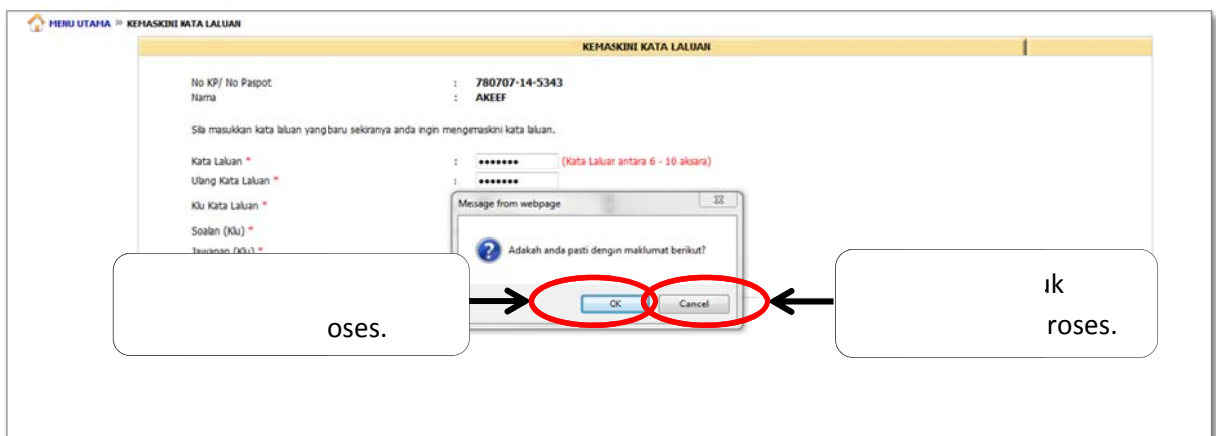 MENU UTAMA » KEMASKINI KATA LALUAN
KEMASKINI KATA LALUAN
No KP/ No Paspot : 780707-14-5343
Nama : AKEEF
Sila masukkan kata laluan yang baru sekiranya anda ingin mengemaskini kata laluan.
Kata Laluan * : ••••••• (Kata Laluan antara 6 - 10 aksara)
Ulang Kata Laluan * : •••••••
Klu Kata Laluan *
Soalan (Klu) *
Jawapan (Klu) *
Message from webpage
Adakah anda pasti dengan maklumat berikut?
OK Cancel
oses.
uk
roses.